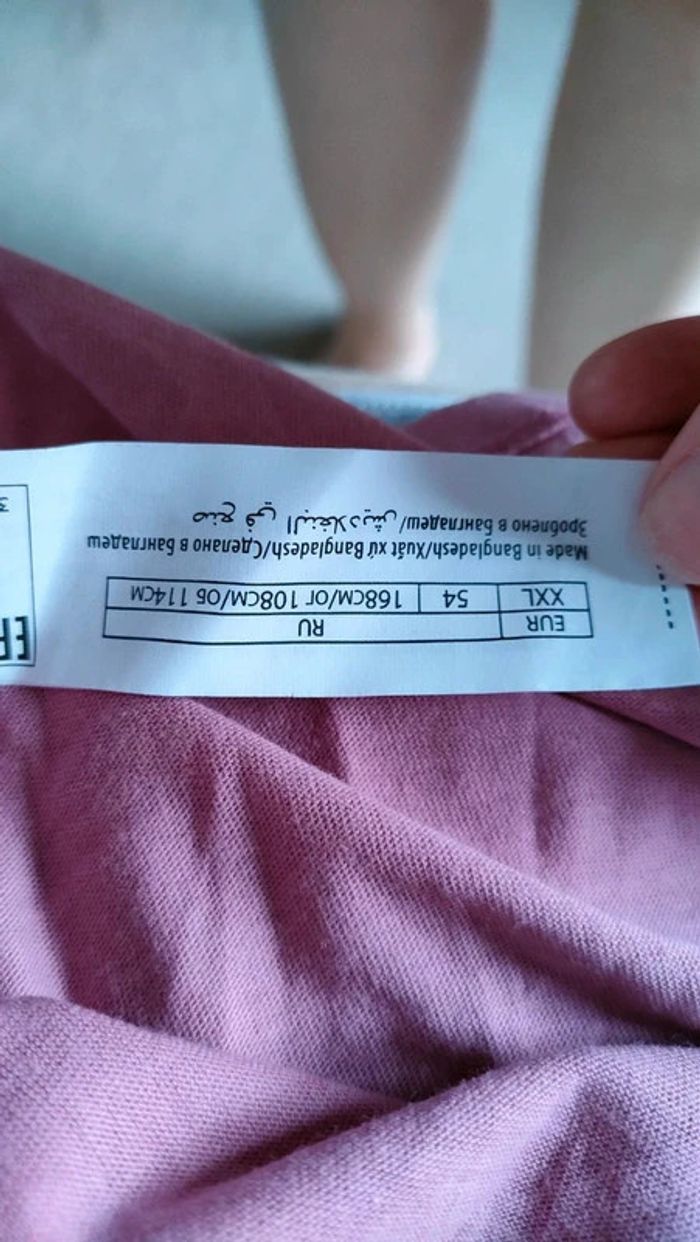 EUR RU
XXL 54 168CM/ОГ 108CM/ОБ 114CM
Made in Bangladesh/Xuất xứ Bangladesh/Сделано в Бангладеш
Зроблено в Бангладеш/صنع في البنغلاديش